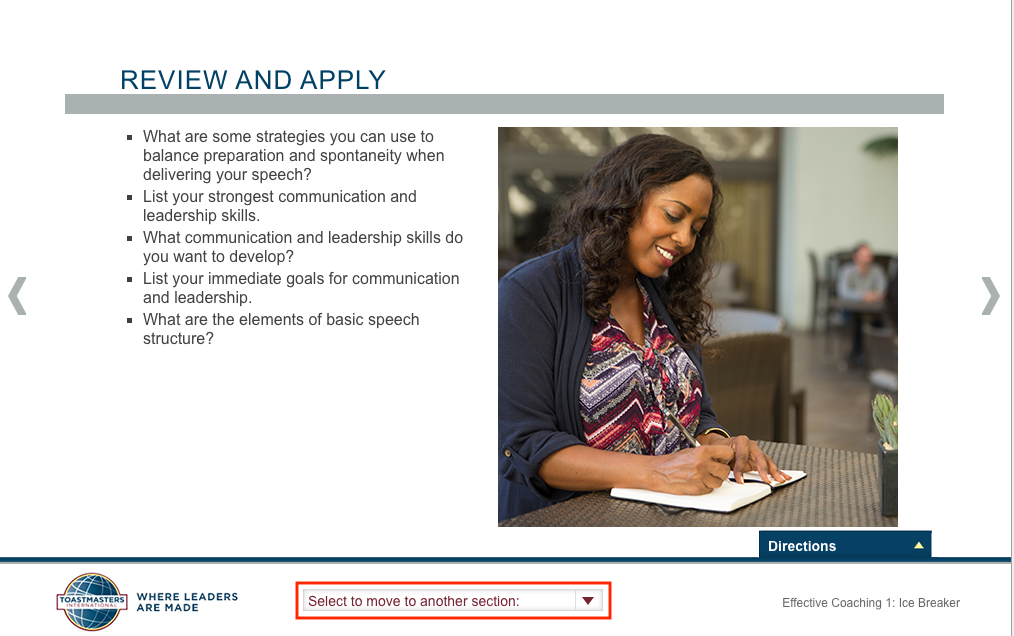 REVIEW AND APPLY
What are some strategies you can use to
balance preparation and spontaneity when
delivering your speech?
List your strongest communication and
leadership skills.
What communication and leadership skills do
you want to develop?
List your immediate goals for communication
and leadership.
What are the elements of basic speech
structure?
Directions
TOASTMASTERS
INTERNATIONAL
WHERE LEADERS
ARE MADE
Select to move to another section:
Effective Coaching 1: Ice Breaker